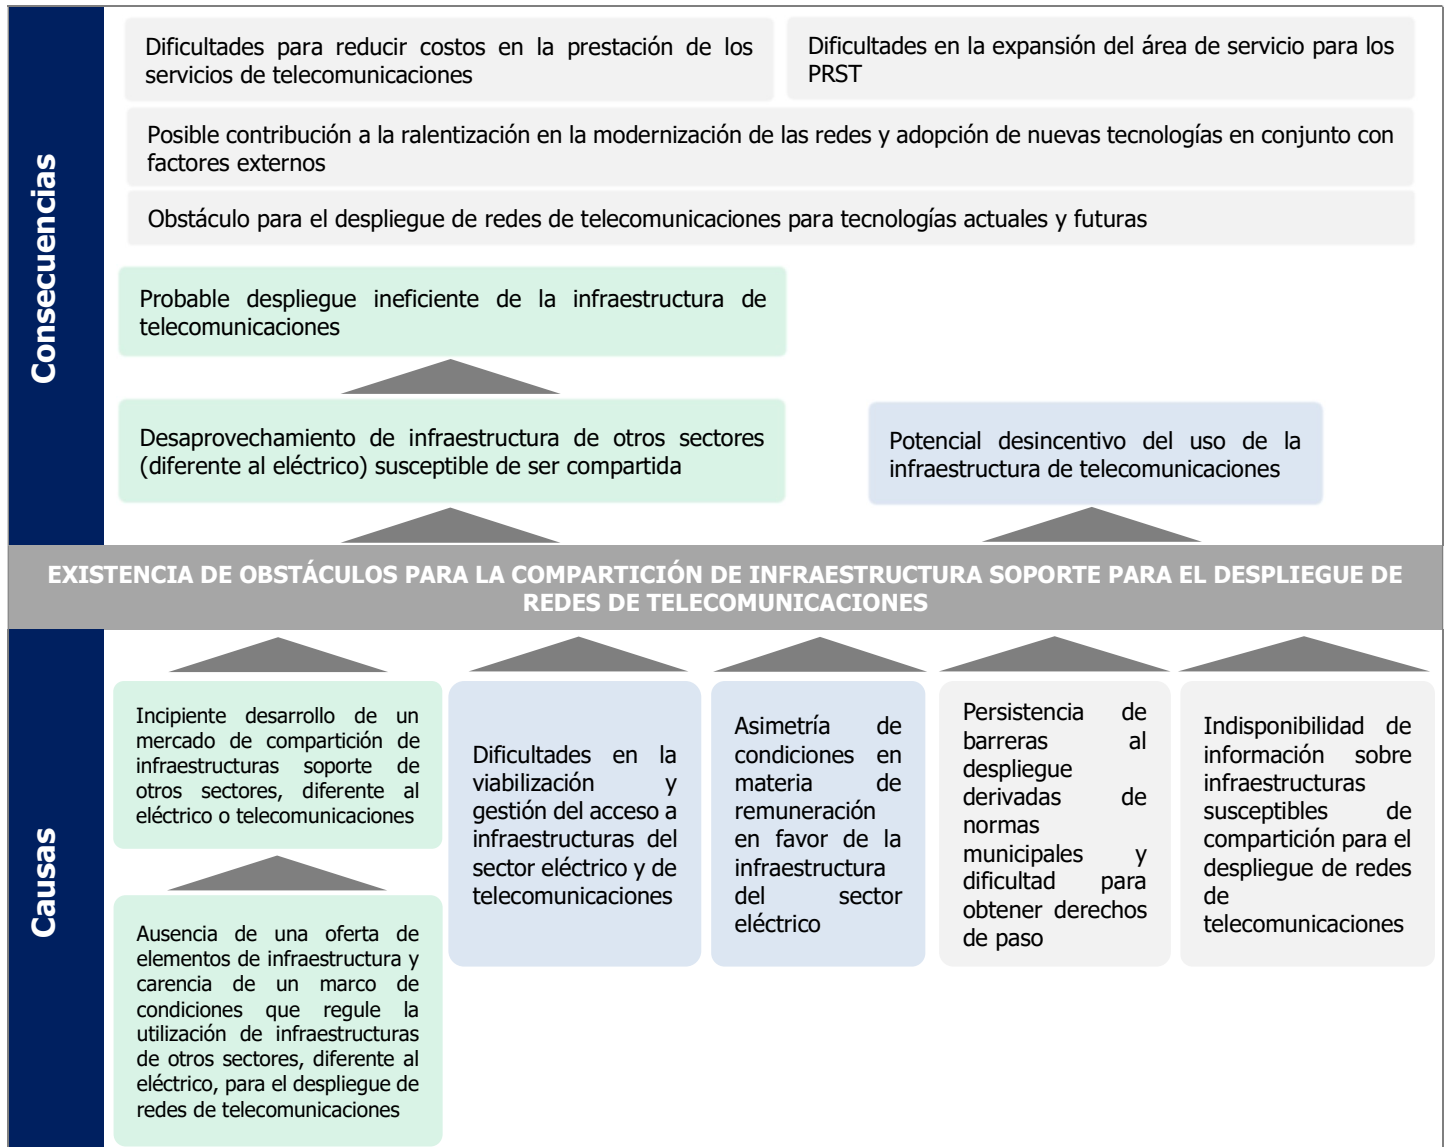 Consecuencias
Dificultades para reducir costos en la prestación de los
servicios de telecomunicaciones
Dificultades en la expansión del área de servicio para los
PRST
Posible contribución a la ralentización en la modernización de las redes y adopción de nuevas tecnologías en conjunto con
factores externos
Obstáculo para el despliegue de redes de telecomunicaciones para tecnologías actuales y futuras
Probable despliegue ineficiente de la infraestructura de
telecomunicaciones
Desaprovechamiento de infraestructura de otros sectores
(diferente al eléctrico) susceptible de ser compartida
Potencial desincentivo del uso de la
infraestructura de telecomunicaciones
EXISTENCIA DE OBSTÁCULOS PARA LA COMPARTICIÓN DE INFRAESTRUCTURA SOPORTE PARA EL DESPLIEGUE DE
REDES DE TELECOMUNICACIONES
Causas
Incipiente desarrollo de un
mercado de compartición de
infraestructuras soporte de
otros sectores, diferente al
eléctrico o telecomunicaciones
Ausencia de una oferta de
elementos de infraestructura y
carencia de un marco de
condiciones que regule la
utilización de infraestructuras
de otros sectores, diferente al
eléctrico, para el despliegue de
redes de telecomunicaciones
Dificultades en la
viabilización y
gestión del acceso a
infraestructuras del
sector eléctrico y de
telecomunicaciones
Asimetría de
condiciones en
materia de
remuneración
en favor de la
infraestructura
del sector
eléctrico
Persistencia de
barreras al
despliegue
derivadas de
normas
municipales y
dificultad para
obtener derechos
de paso
Indisponibilidad de
información sobre
infraestructuras
susceptibles de
compartición para el
despliegue de redes
de
telecomunicaciones